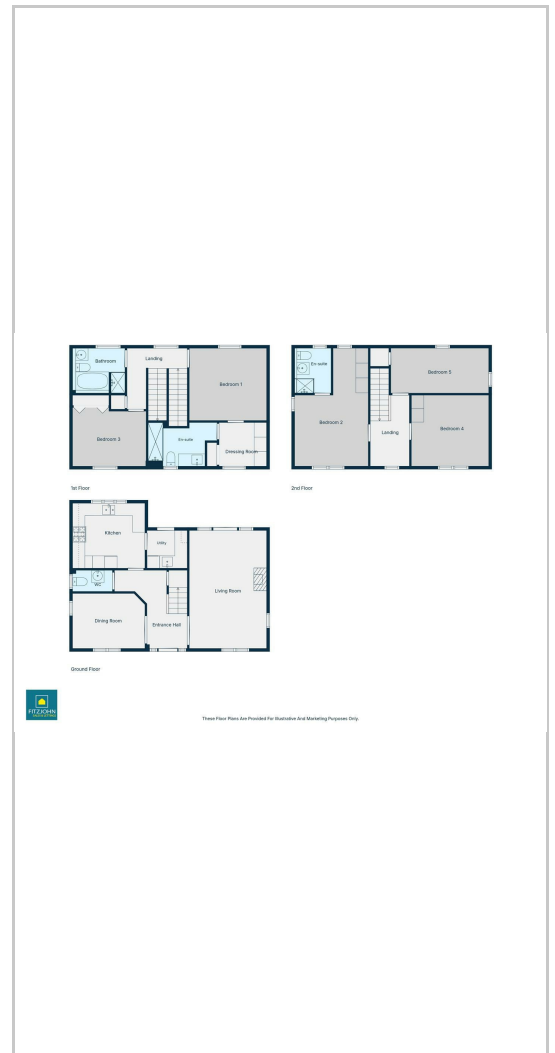 Bathroom
Landing
Bedroom 1
Bedroom 3
En-suite
Dressing Room
1st Floor
En-suite
Bedroom 5
Bedroom 2
Landing
Bedroom 4
2nd Floor
Kitchen
Utility
WC
Living Room
Dining Room
Entrance Hall
Ground Floor
FITZJOHN
These Floor Plans Are Provided For Illustrative And Marketing Purposes Only.